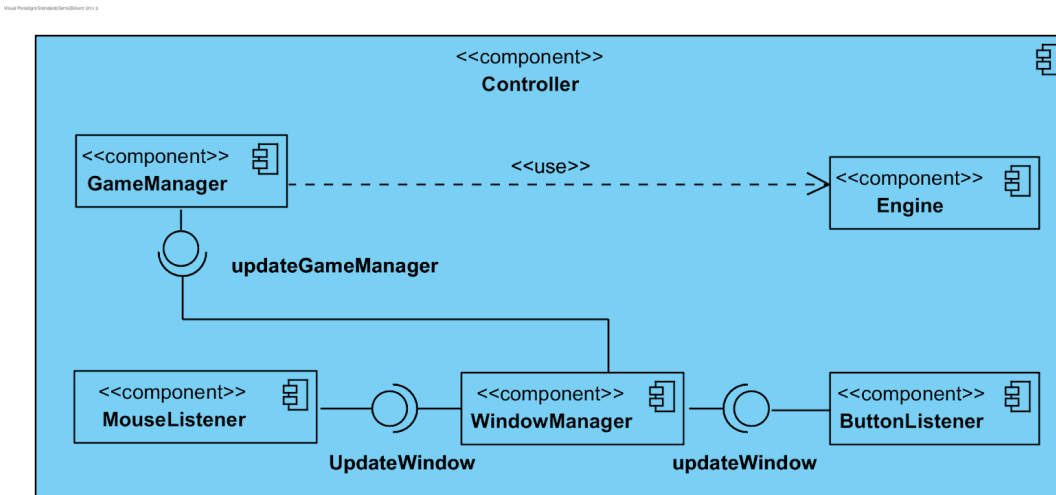 <<component>>
Controller
<<component>>
GameManager
<<use>>
<<component>>
Engine
updateGameManager
<<component>>
MouseListener
<<component>>
WindowManager
<<component>>
ButtonListener
UpdateWindow
updateWindow